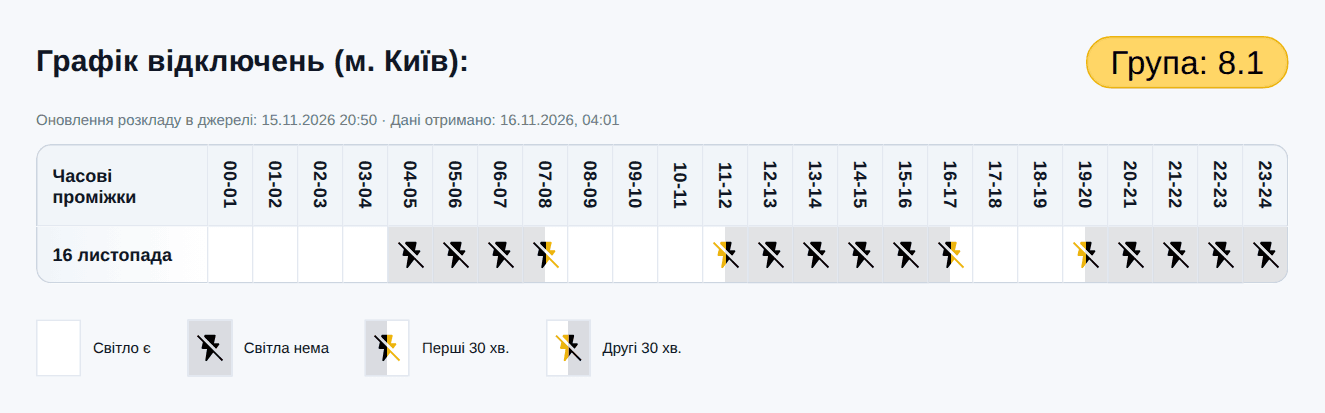 Графік відключень (м. Київ):
Група: 8.1
Оновлення розкладу в джерелі: 15.11.2026 20:50 · Дані отримано: 16.11.2026, 04:01
Часові
проміжки
00-01
01-02
02-03
03-04
04-05
05-06
06-07
07-08
08-09
09-10
10-11
11-12
12-13
13-14
14-15
15-16
16-17
17-18
18-19
19-20
20-21
21-22
22-23
23-24
16 листопада
Світло є
Світла нема
Перші 30 хв.
Другі 30 хв.